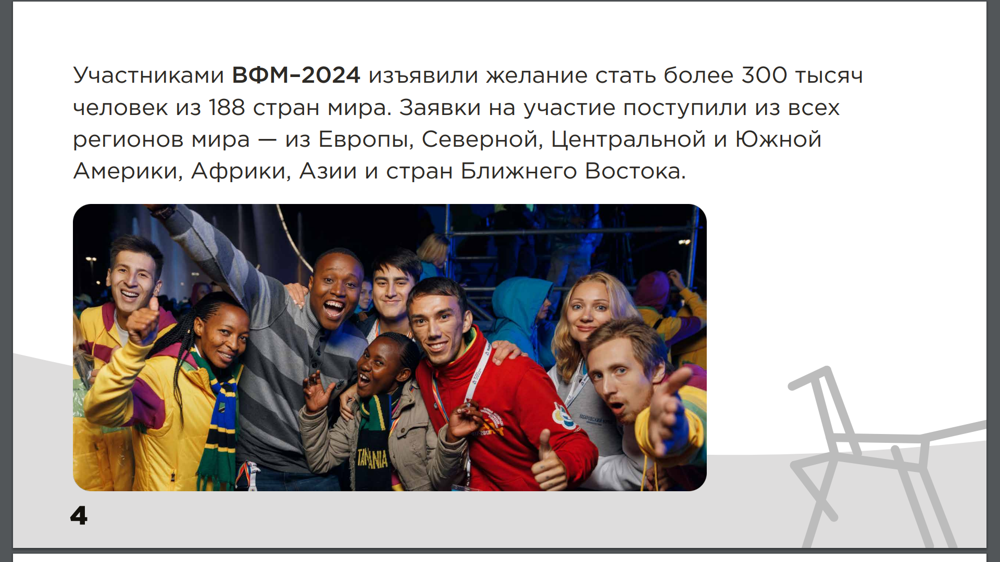 Участниками ВФМ–2024 изъявили желание стать более 300 тысяч
человек из 188 стран мира. Заявки на участие поступили из всех
регионов мира — из Европы, Северной, Центральной и Южной
Америки, Африки, Азии и стран Ближнего Востока.
TANZANIA
ХАБАРОВСКИЙ
4